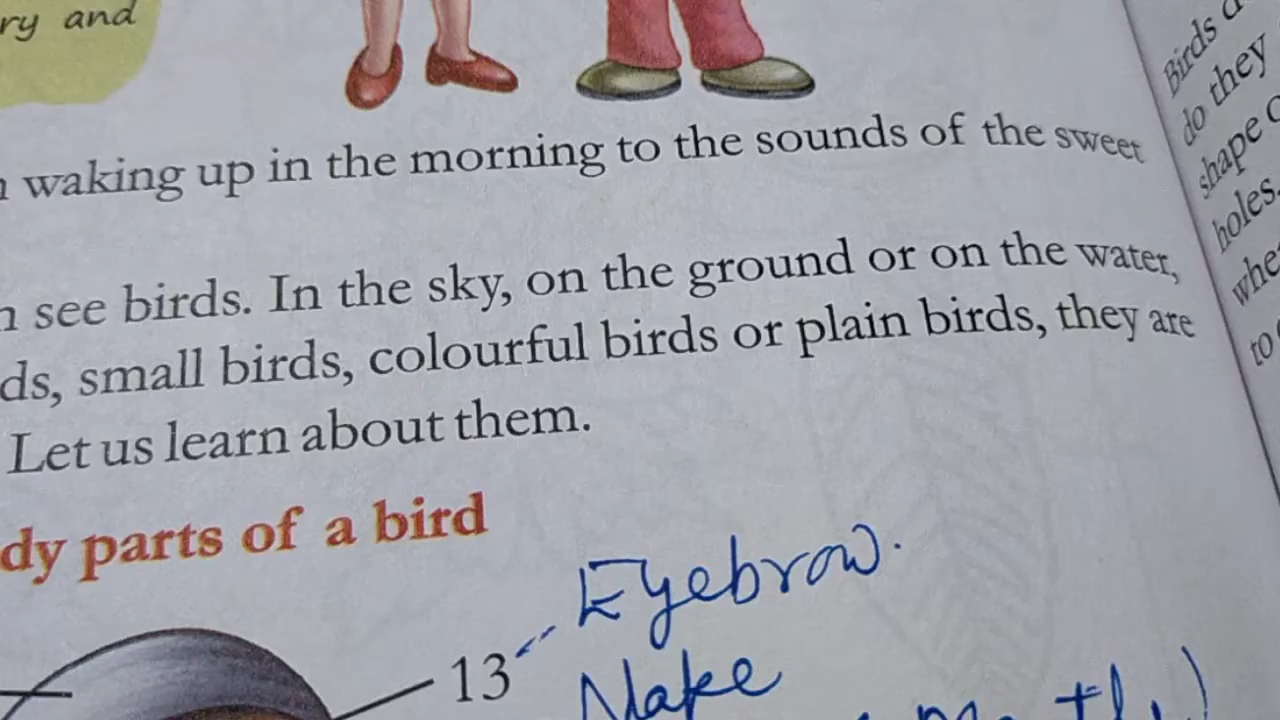 ry and
waking up in the morning to the sounds of the sweet
see birds. In the sky, on the ground or on the water,
ds, small birds, colourful birds or plain birds, they are
Let us learn about them.
dy parts of a bird
Eyebrow.
13
Birds
do they
shape
holes.
to